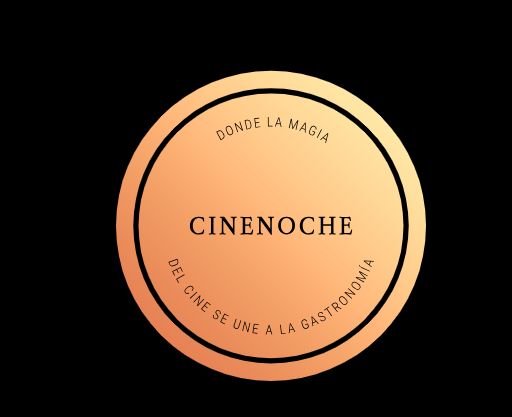 DONDE LA MAGIA
CINENOCHE
DEL CINE SE UNE A LA GASTRONOMÍA